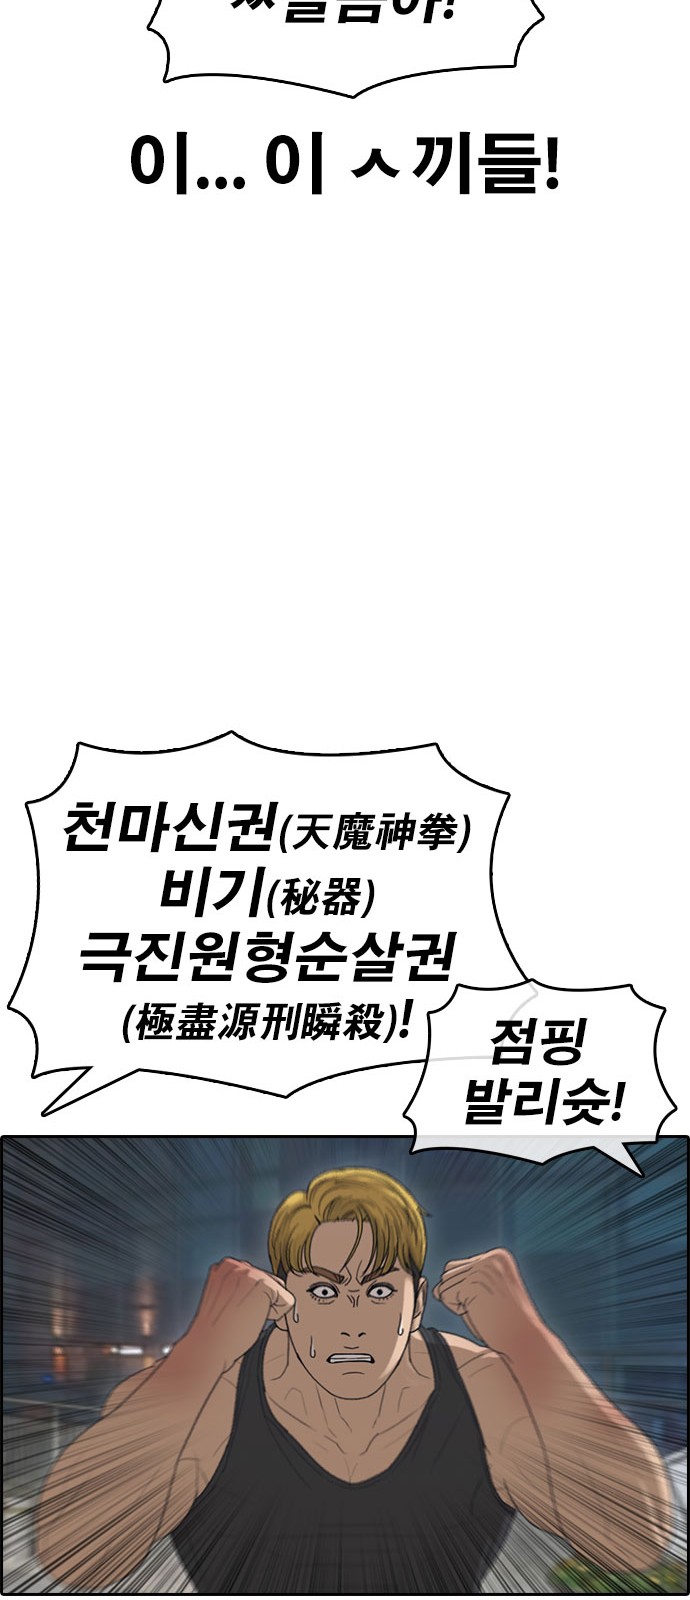 이... 이 ㅅ끼들!
천마신권(天魔神拳)
비기(秘器)
극진원형순살권
(極盡源刑瞬殺)!
점핑
발리슛!